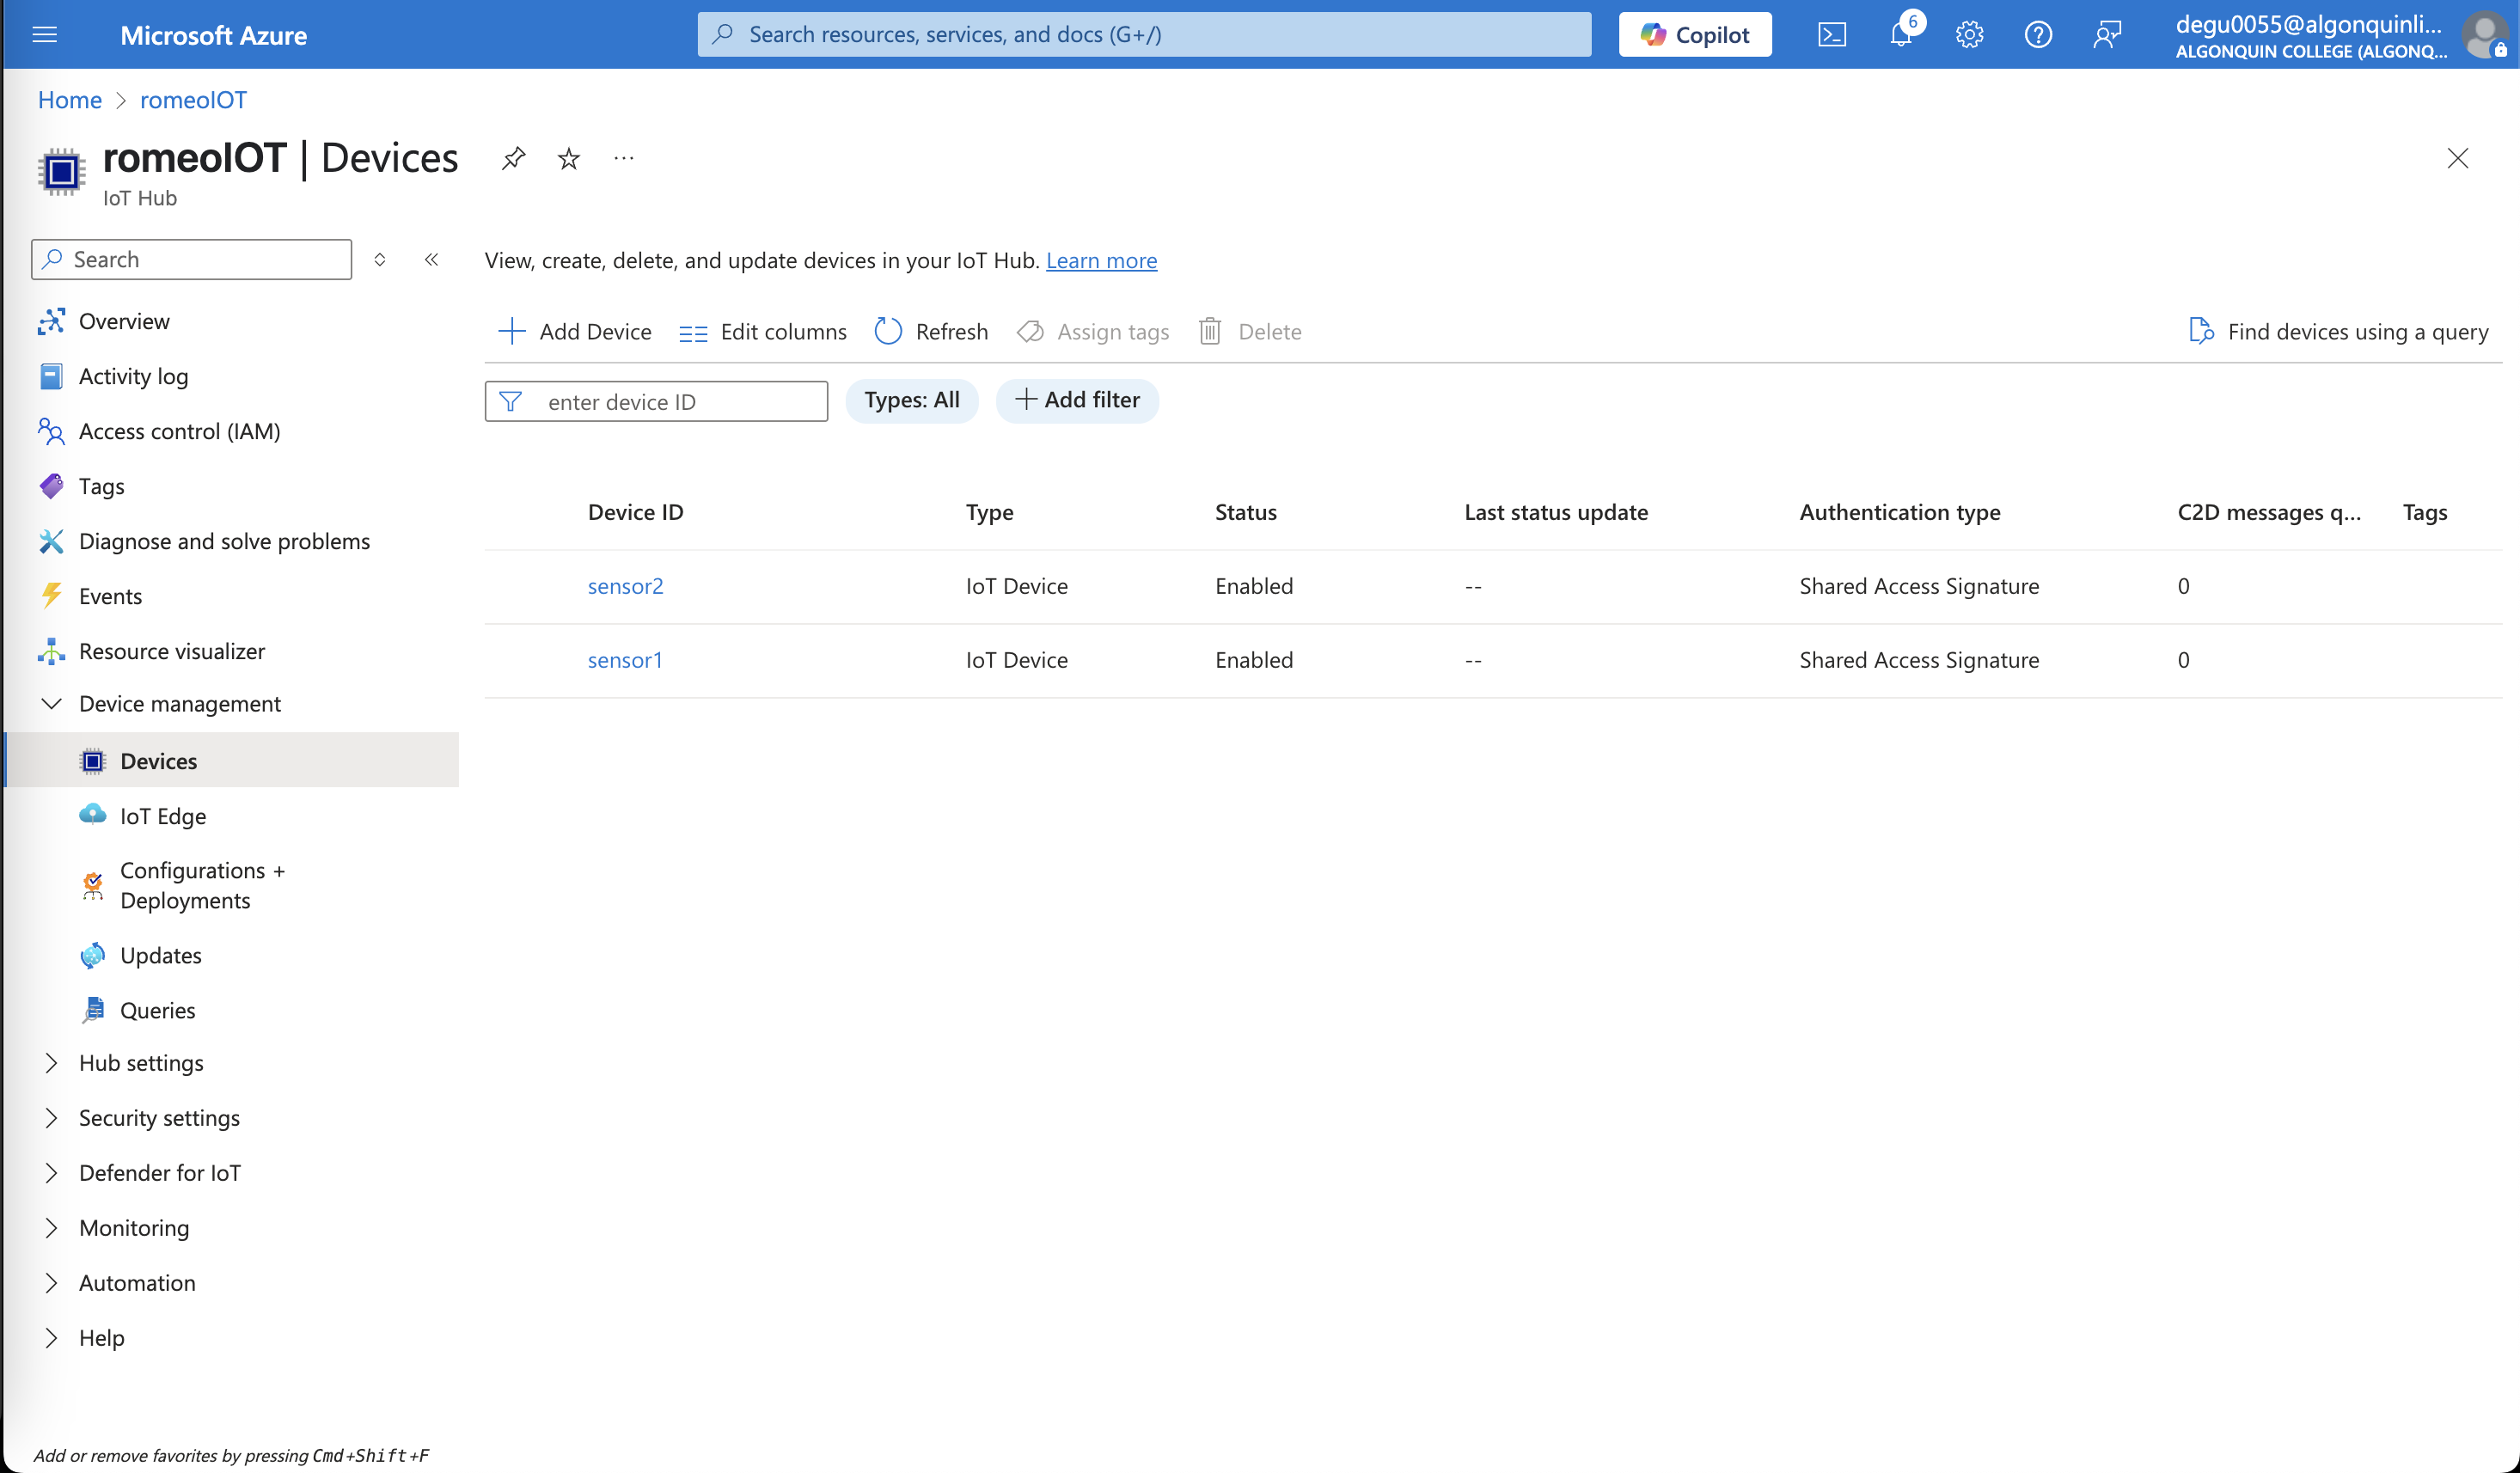 Microsoft Azure
Search resources, services, and docs (G+/)
Copilot
6
degu0055@algonquinli...
ALGONQUIN COLLEGE (ALGONQ...
Home > romeoIOT
romeoIOT | Devices
IoT Hub
Search
View, create, delete, and update devices in your IoT Hub. Learn more
Add Device
Edit columns
Refresh
Assign tags
Delete
Find devices using a query
enter device ID
Types: All
Add filter
Overview
Activity log
Access control (IAM)
Tags
Diagnose and solve problems
Events
Resource visualizer
Device management
Devices
IoT Edge
Configurations +
Deployments
Updates
Queries
Hub settings
Security settings
Defender for IoT
Monitoring
Automation
Help
Device ID Type Status Last status update Authentication type C2D messages q... Tags
sensor2 IoT Device Enabled -- Shared Access Signature 0
sensor1 IoT Device Enabled -- Shared Access Signature 0
Add or remove favorites by pressing Cmd+Shift+F